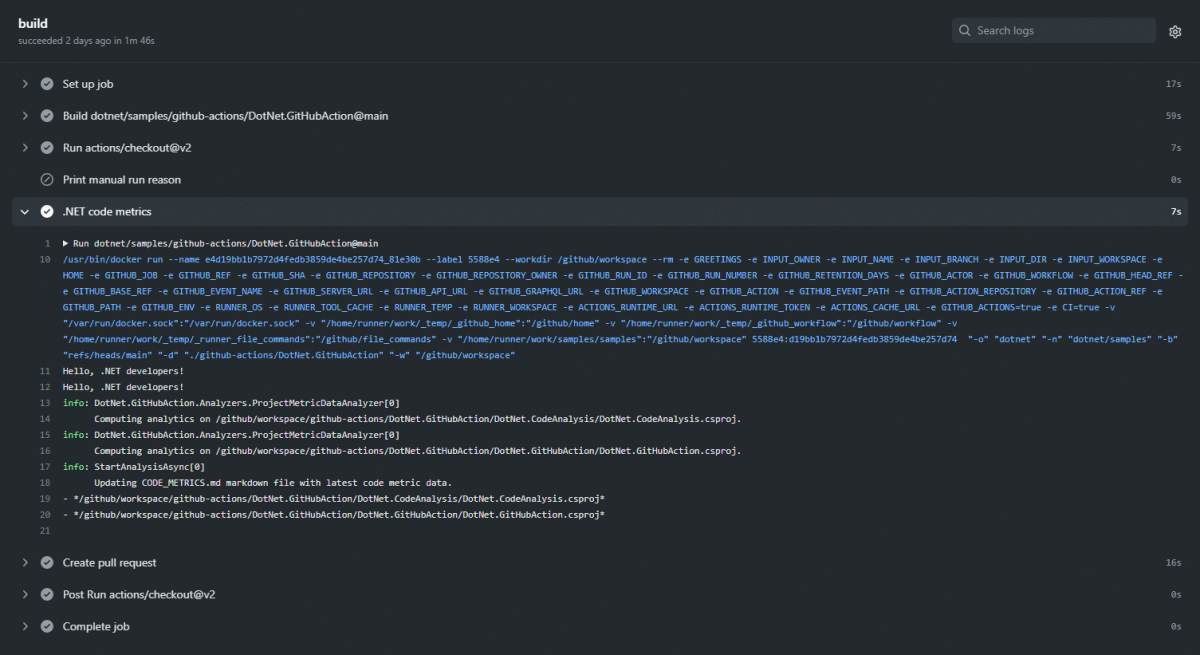 build
succeeded 2 days ago in 1m 46s
Search logs
Set up job 17s
Build dotnet/samples/github-actions/DotNet.GitHubAction@main 59s
Run actions/checkout@v2 7s
Print manual run reason 0s
.NET code metrics 7s
1 Run dotnet/samples/github-actions/DotNet.GitHubAction@main
10 /usr/bin/docker run --name e4d19bb1b7972d4fedb3859de4be257d74_81e30b --label 5588e4 --workdir /github/workspace --rm -e GREETINGS -e INPUT_OWNER -e INPUT_NAME -e INPUT_BRANCH -e INPUT_DIR -e INPUT_WORKSPACE -e
HOME -e GITHUB_JOB -e GITHUB_REF -e GITHUB_SHA -e GITHUB_REPOSITORY -e GITHUB_REPOSITORY_OWNER -e GITHUB_RUN_ID -e GITHUB_RUN_NUMBER -e GITHUB_RETENTION_DAYS -e GITHUB_ACTOR -e GITHUB_WORKFLOW -e GITHUB_HEAD_REF -
e GITHUB_BASE_REF -e GITHUB_EVENT_NAME -e GITHUB_SERVER_URL -e GITHUB_API_URL -e GITHUB_GRAPHQL_URL -e GITHUB_WORKSPACE -e GITHUB_ACTION -e GITHUB_EVENT_PATH -e GITHUB_ACTION_REPOSITORY -e GITHUB_ACTION_REF -e
GITHUB_PATH -e GITHUB_ENV -e RUNNER_OS -e RUNNER_TOOL_CACHE -e RUNNER_TEMP -e RUNNER_WORKSPACE -e ACTIONS_RUNTIME_URL -e ACTIONS_RUNTIME_TOKEN -e ACTIONS_CACHE_URL -e GITHUB_ACTIONS=true -e CI=true -v
"/var/run/docker.sock":"/var/run/docker.sock" -v "/home/runner/work/_temp/_github_home":"/github/home" -v "/home/runner/work/_temp/_github_workflow":"/github/workflow" -v
"/home/runner/work/_temp/_runner_file_commands":"/github/file_commands" -v "/home/runner/work/samples/samples":"/github/workspace" 5588e4:d19bb1b7972d4fedb3859de4be257d74  "-o" "dotnet" "-n" "dotnet/samples" "-b"
"refs/heads/main" "-d" "./github-actions/DotNet.GitHubAction" "-w" "/github/workspace"
11 Hello, .NET developers!
12 Hello, .NET developers!
13 info: DotNet.GitHubAction.Analyzers.ProjectMetricDataAnalyzer[0]
14 Computing analytics on /github/workspace/github-actions/DotNet.GitHubAction/DotNet.CodeAnalysis/DotNet.CodeAnalysis.csproj.
15 info: DotNet.GitHubAction.Analyzers.ProjectMetricDataAnalyzer[0]
16 Computing analytics on /github/workspace/github-actions/DotNet.GitHubAction/DotNet.GitHubAction/DotNet.GitHubAction.csproj.
17 info: StartAnalysisAsync[0]
18 Updating CODE_METRICS.md markdown file with latest code metric data.
19 - */github/workspace/github-actions/DotNet.GitHubAction/DotNet.CodeAnalysis/DotNet.CodeAnalysis.csproj*
20 - */github/workspace/github-actions/DotNet.GitHubAction/DotNet.GitHubAction/DotNet.GitHubAction.csproj*
21
Create pull request 16s
Post Run actions/checkout@v2 0s
Complete job 0s